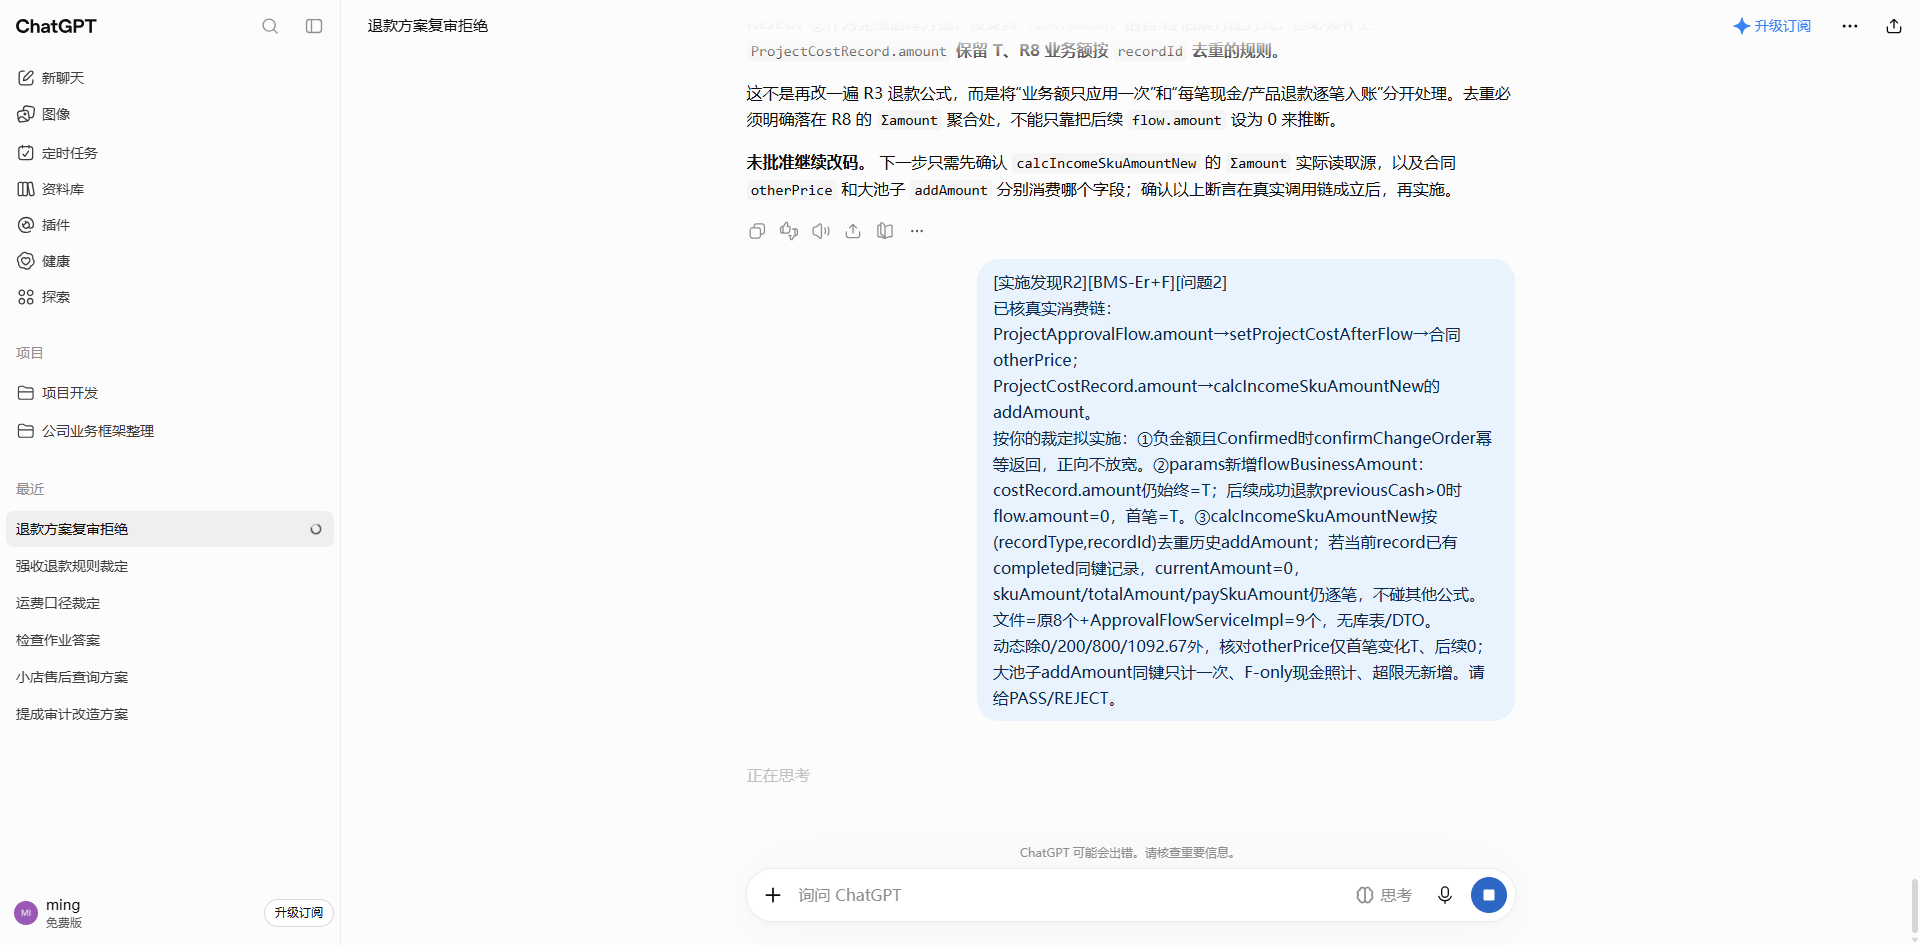 ChatGPT
新聊天
图像
定时任务
资料库
插件
健康
探索
项目
项目开发
公司业务框架整理
最近
退款方案复审拒绝
强收退款规则裁定
运费口径裁定
检查作业答案
小店售后查询方案
提成审计改造方案
MI
ming
免费版
升级订阅
退款方案复审拒绝
升级订阅
ProjectCostRecord.amount 保留 T、R8 业务额按 recordId 去重的规则。
这不是再改一遍 R3 退款公式，而是将“业务额只应用一次”和“每笔现金/产品退款逐笔入账”分开处理。去重必
须明确落在 R8 的 Σamount 聚合处，不能只靠把后续 flow.amount 设为 0 来推断。
未批准继续改码。 下一步只需先确认 calcIncomeSkuAmountNew 的 Σamount 实际读取源，以及合同
otherPrice 和大池子 addAmount 分别消费哪个字段；确认以上断言在真实调用链成立后，再实施。
[实施发现R2][BMS-Er+F][问题2]
已核真实消费链：
ProjectApprovalFlow.amount→setProjectCostAfterFlow→合同
otherPrice；
ProjectCostRecord.amount→calcIncomeSkuAmountNew的
addAmount。
按你的裁定拟实施：①负金额且Confirmed时confirmChangeOrder幂
等返回，正向不放宽。②params新增flowBusinessAmount：
costRecord.amount仍始终=T；后续成功退款previousCash>0时
flow.amount=0，首笔=T。③calcIncomeSkuAmountNew按
(recordType,recordId)去重历史addAmount；若当前record已有
completed同键记录，currentAmount=0，
skuAmount/totalAmount/paySkuAmount仍逐笔，不碰其他公式。
文件=原8个+ApprovalFlowServiceImpl=9个，无库表/DTO。
动态除0/200/800/1092.67外，核对otherPrice仅首笔变化T、后续0；
大池子addAmount同键只计一次、F-only现金照计、超限无新增。请
给PASS/REJECT。
正在思考
ChatGPT 可能会出错。请核查重要信息。
询问 ChatGPT
思考